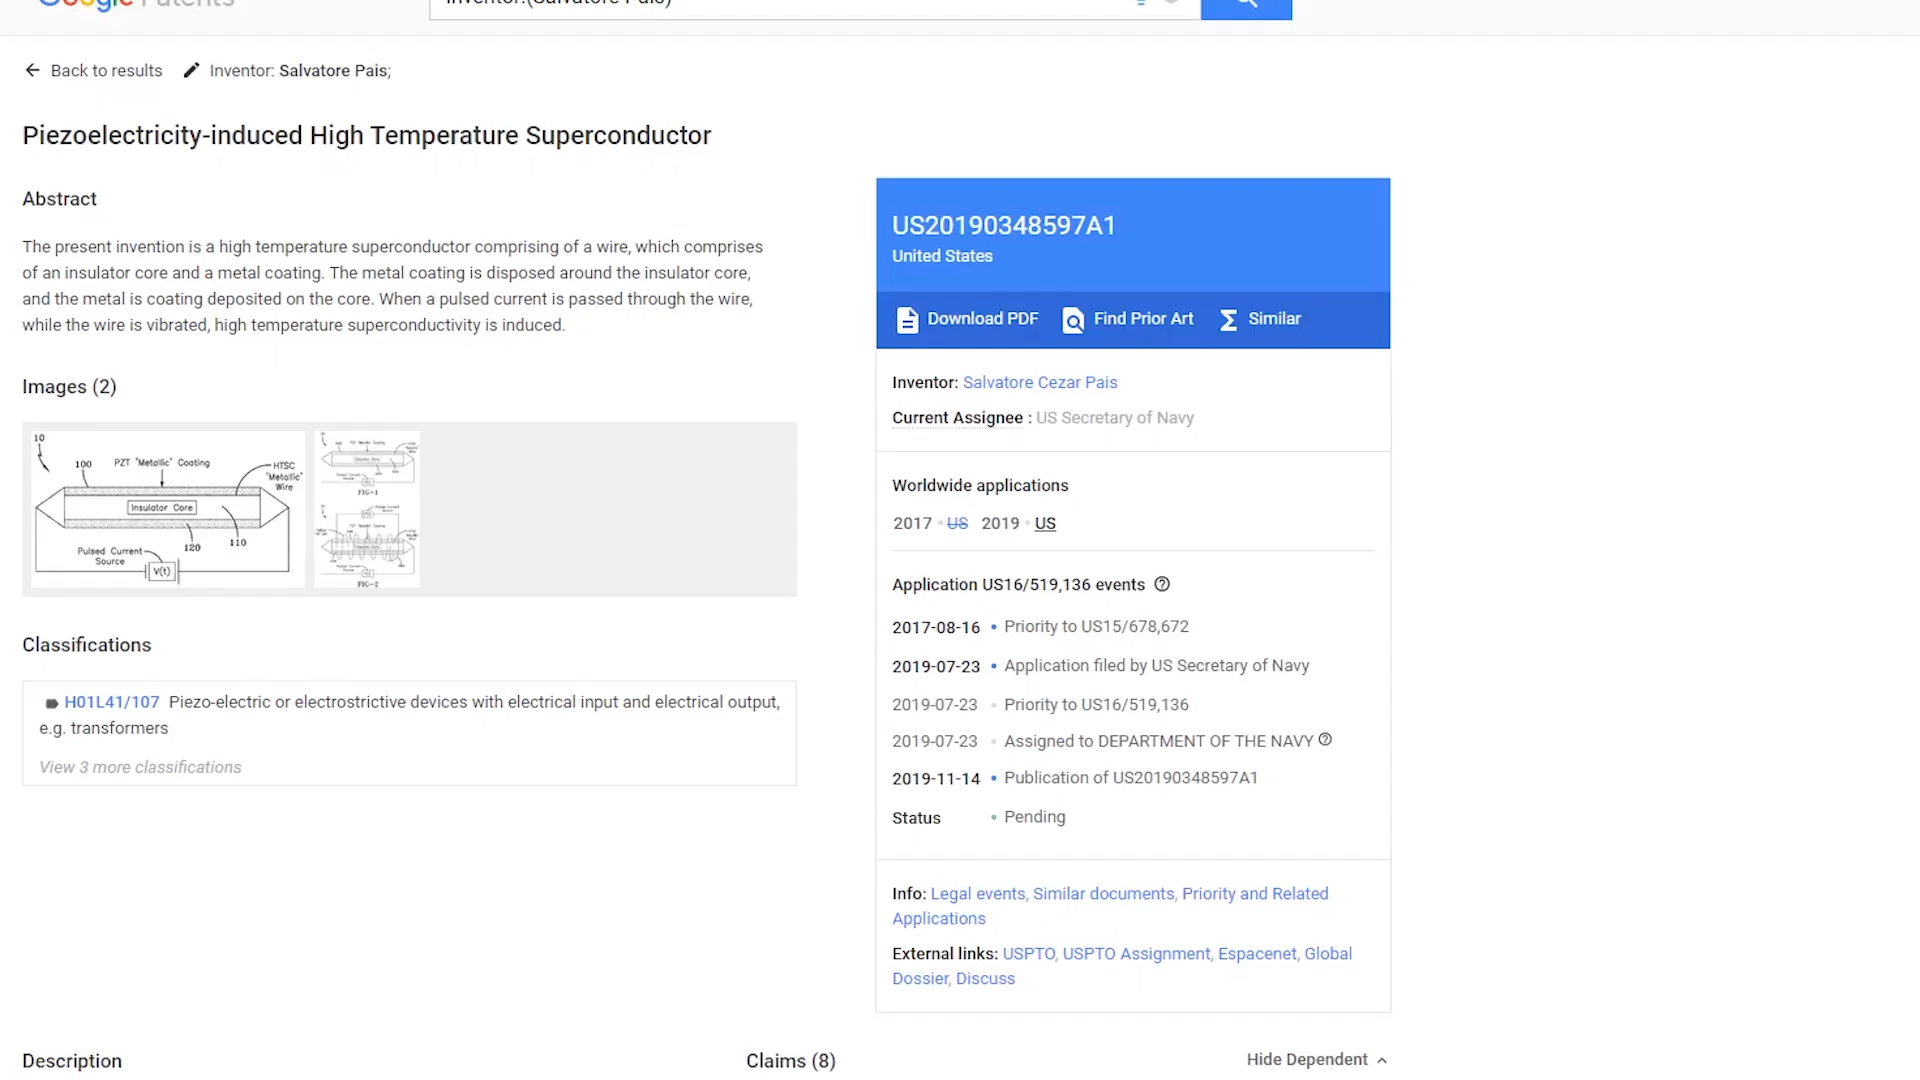 Google Patents
inventor:(Salvatore Pais)
Back to results
Inventor: Salvatore Pais;
Piezoelectricity-induced High Temperature Superconductor
Abstract
The present invention is a high temperature superconductor comprising of a wire, which comprises
of an insulator core and a metal coating. The metal coating is disposed around the insulator core,
and the metal is coating deposited on the core. When a pulsed current is passed through the wire,
while the wire is vibrated, high temperature superconductivity is induced.
Images (2)
10
100
PZT "Metallic" Coating
HTSC
"Metallic"
Wire
Insulator Core
120
110
Pulsed Current
Source
V(t)
FIG-1
FIG-2
Classifications
H01L41/107 Piezo-electric or electrostrictive devices with electrical input and electrical output,
e.g. transformers
View 3 more classifications
US20190348597A1
United States
Download PDF
Find Prior Art
Similar
Inventor: Salvatore Cezar Pais
Current Assignee : US Secretary of Navy
Worldwide applications
2017 • US 2019 • US
Application US16/519,136 events
2017-08-16 • Priority to US15/678,672
2019-07-23 • Application filed by US Secretary of Navy
2019-07-23 • Priority to US16/519,136
2019-07-23 • Assigned to DEPARTMENT OF THE NAVY
2019-11-14 • Publication of US20190348597A1
Status • Pending
Info: Legal events, Similar documents, Priority and Related
Applications
External links: USPTO, USPTO Assignment, Espacenet, Global
Dossier, Discuss
Description
Claims (8)
Hide Dependent